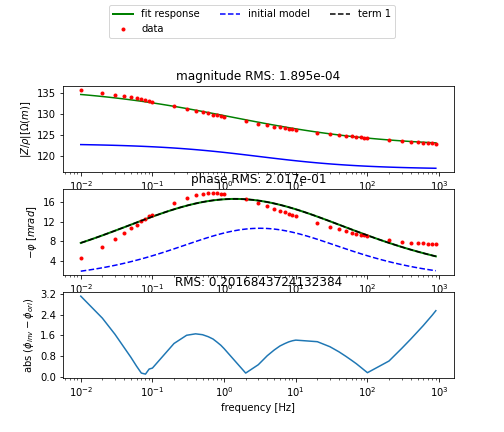 fit response initial model term 1
data
magnitude RMS: 1.895e-04
|Z/ρ| [Ω(m)]
135
130
125
120
10⁻² 10⁻¹ 10⁰ 10¹ 10² 10³
phase RMS: 2.017e-01
−φ [mrad]
16
12
8
4
10⁻² 10⁻¹ 10⁰ 10¹ 10² 10³
RMS: 0.2016843724132384
abs (ϕinv − ϕori)
3.2
2.4
1.6
0.8
0.0
10⁻² 10⁻¹ 10⁰ 10¹ 10² 10³
frequency [Hz]